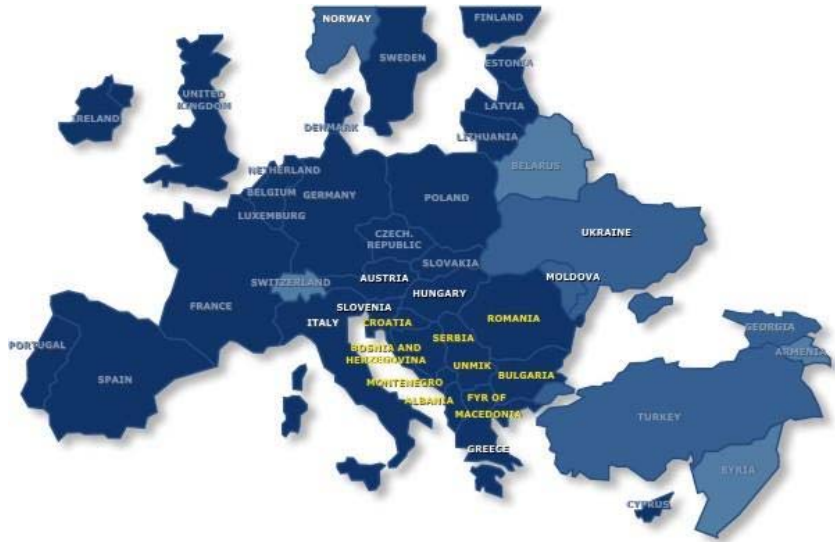 NORWAY
FINLAND
SWEDEN
ESTONIA
UNITED
KINGDOM
LATVIA
IRELAND
DENMARK
LITHUANIA
BELARUS
NETHERLAND
BELGIUM
GERMANY
POLAND
LUXEMBURG
CZECH.
REPUBLIC
UKRAINE
SLOVAKIA
SWITZERLAND
AUSTRIA
MOLDOVA
HUNGARY
FRANCE
SLOVENIA
ITALY
CROATIA
ROMANIA
GEORGIA
SERBIA
PORTUGAL
BOSNIA AND
HERZEGOVINA
ARMENIA
SPAIN
UNMIK
BULGARIA
MONTENEGRO
ALBANIA
FYR OF
MACEDONIA
TURKEY
GREECE
SYRIA
CYPRUS